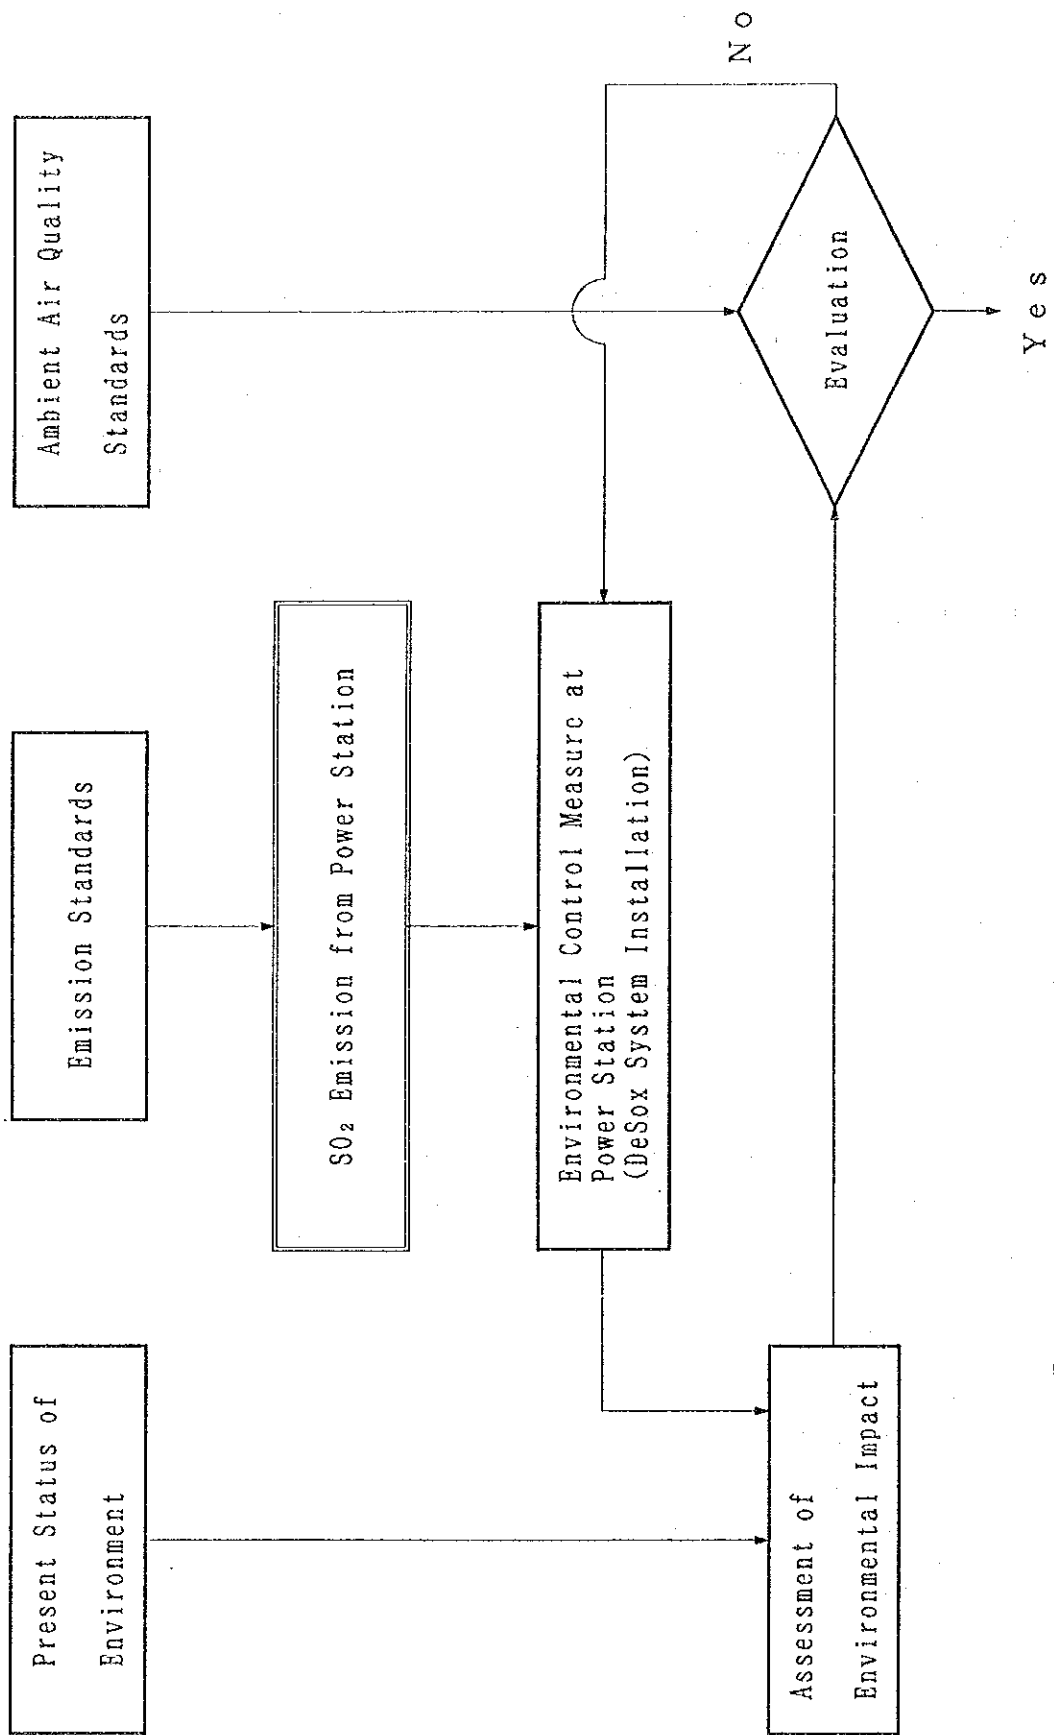 Present Status of
Environment
Emission Standards
Ambient Air Quality
Standards
SO₂ Emission from Power Station
Environmental Control Measure at
Power Station
(DeSox System Installation)
Assessment of
Environmental Impact
Evaluation
No
Yes